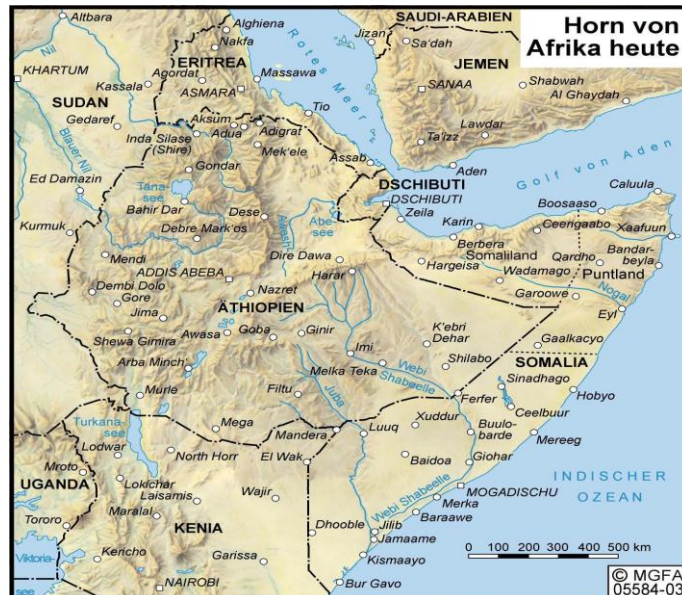 Horn von
Afrika heute
SAUDI-ARABIEN
Altbara
Alghiena
Nakfa
Jizan
Sa'dah
JEMEN
Nil
ERITREA
Rotes Meer
KHARTUM
Agordat
Massawa
SANAA
Shabwah
Kassala
ASMARA
Al Ghaydah
SUDAN
Tio
Gedaref
Aksum
Adua
Adigrat
Lawdar
Inda Silase
(Shire)
Ta'izz
Mek'ele
Blauer Nil
Gondar
Assab
Aden
Golf von Aden
Ed Damazin
Tana-
see
DSCHIBUTI
DSCHIBUTI
Caluula
Bahir Dar
Dese
Abe-
see
Zeila
Karin
Boosaaso
Kurmuk
Debre Mark'os
Awash
Berbera
Ceerigaabo
Xaafuun
Mendi
Dire Dawa
Hargeisa
Somaliland
Qardho
Bandar-
beyla
ADDIS ABEBA
Harar
Wadamago
Puntland
Dembi Dolo
Nazret
Garoowe
Nogal
Gore
ÄTHIOPIEN
Eyl
Jima
Awasa
Goba
Ginir
K'ebri
Dehar
Gaalkacyo
Shewa Gimira
Imi
Arba Minch'
Melka Teka
Webi
Shabeelle
Shilabo
SOMALIA
Murle
Filtu
Juba
Ferfer
Sinadhago
Hobyo
Turkana-
see
Mega
Mandera
Luuq
Xuddur
Buulo-
barde
Ceelbuur
Lodwar
North Horr
El Wak
Mereeg
Mroto
Baidoa
Giohar
UGANDA
Lokichar
Laisamis
Wajir
Webi Shabeelle
MOGADISCHU
INDISCHER
OZEAN
Merka
Tororo
Maralal
Dhooble
Jilib
Baraawe
KENIA
Jamaame
Viktoria-
see
Kericho
Garissa
Kismaayo
0 100 200 300 400 500 km
NAIROBI
Bur Gavo
© MGFA
05584-03